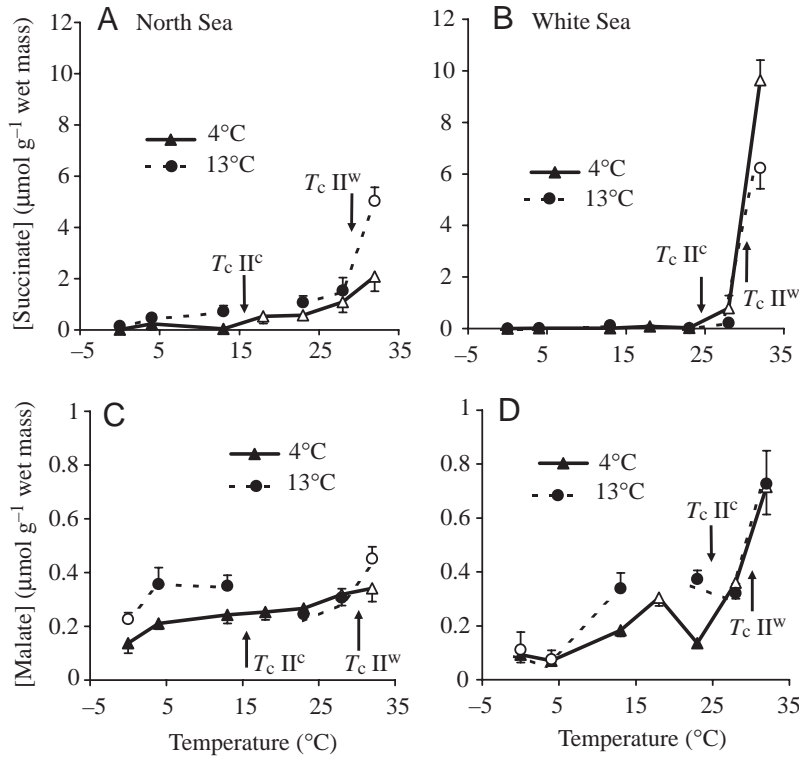 A North Sea
12
10
8
6
4
2
0
[Succinate] (μmol g–1 wet mass)
4°C
13°C
Tc IIw
Tc IIc
–5
5
15
25
35
B White Sea
12
10
8
6
4
2
0
4°C
13°C
Tc IIc
Tc IIw
–5
5
15
25
35
C
1
0.8
0.6
0.4
0.2
0
[Malate] (μmol g–1 wet mass)
4°C
13°C
Tc IIc
Tc IIw
–5
5
15
25
35
Temperature (°C)
D
1
0.8
0.6
0.4
0.2
0
4°C
13°C
Tc IIc
Tc IIw
–5
5
15
25
35
Temperature (°C)